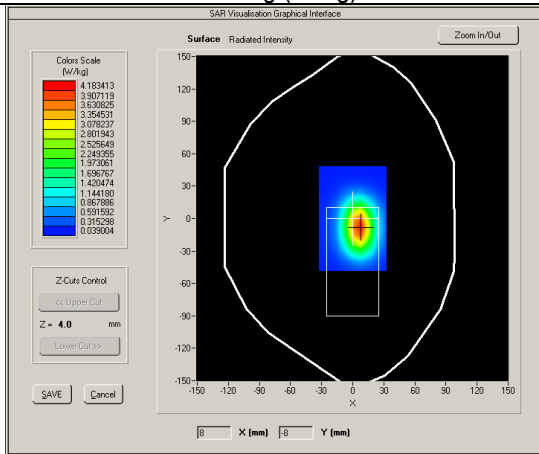 SAR Visualisation Graphical Interface
Surface Radiated Intensity
Zoom In/Out
Colors Scale
(W/kg)
4.183413
3.907119
3.630825
3.354531
3.078237
2.801943
2.525649
2.249355
1.973061
1.696767
1.420474
1.144180
0.867886
0.591592
0.315298
0.039004
Z-Cuts Control
<< Upper Cut
Z = 4.0 mm
Lower Cut >>
SAVE Cancel
150-
120-
90-
60-
30-
0-
-30-
-60-
-90-
-120-
-150-
Y
-150 -120 -90 -60 -30 0 30 60 90 120 150
X
8 X (mm) -8 Y (mm)